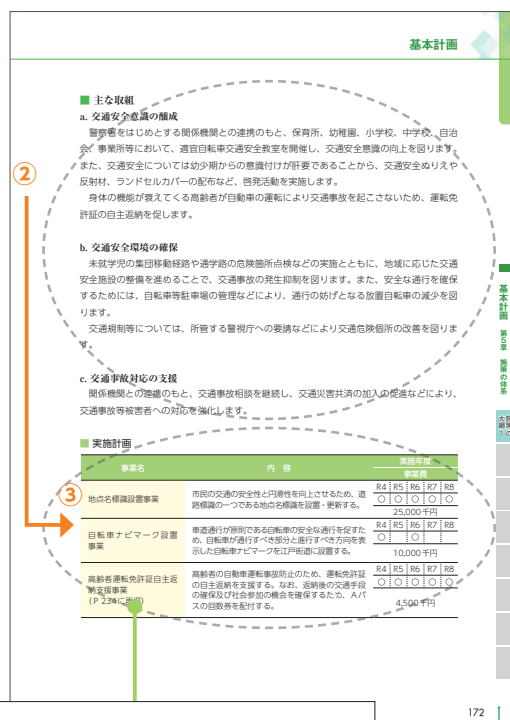 基本計画
■ 主な取組
a. 交通安全意識の醸成
警察署をはじめとする関係機関との連携のもと、保育所、幼稚園、小学校、中学校、自治
会、事業所等において、適宜自転車交通安全教室を開催し、交通安全意識の向上を図ります。
また、交通安全については幼少期からの意識付けが肝要であることから、交通安全ぬりえや
反射材、ランドセルカバーの配布など、啓発活動を実施します。
身体の機能が衰えてくる高齢者が自動車の運転により交通事故を起こさないため、運転免
許証の自主返納を促します。
②
b. 交通安全環境の確保
未就学児の集団移動経路や通学路の危険箇所点検などの実施とともに、地域に応じた交通
安全施設の整備を進めることで、交通事故の発生抑制を図ります。また、安全な通行を確保
するためには、自転車等駐車場の管理などにより、通行の妨げとなる放置自転車の減少を図
ります。
交通規制等については、所管する警視庁への要請などにより交通危険個所の改善を図りま
す。
c. 交通事故対応の支援
関係機関との連携のもと、交通事故相談を継続し、交通災害共済の加入の促進などにより、
交通事故等被害者への対応を強化します。
■ 実施計画
事業名 内 容 実施年度
事業費
③
地点名標識設置事業
市民の交通の安全性と円滑性を向上させるため、道
路標識の一つである地点名標識を設置・更新する。
R4 R5 R6 R7 R8
○ ○ ○ ○ ○
25,000 千円
自転車ナビマーク設置
事業
車道通行が原則である自転車の安全な通行を促すた
め、自転車が通行すべき部分と進行すべき方向を表
示した自転車ナビマークを江戸街道に設置する。
R4 R5 R6 R7 R8
○ ○
10,000 千円
高齢者運転免許証自主返
納支援事業
（P 234に再掲）
高齢者の自動車運転事故防止のため、運転免許証
の自主返納を支援する。なお、返納後の交通手段
の確保及び社会参加の機会を確保するため、Aバ
スの回数券を配付する。
R4 R5 R6 R7 R8
○ ○ ○ ○ ○
4,500 千円
基本計画 第5章 施策の体系
172